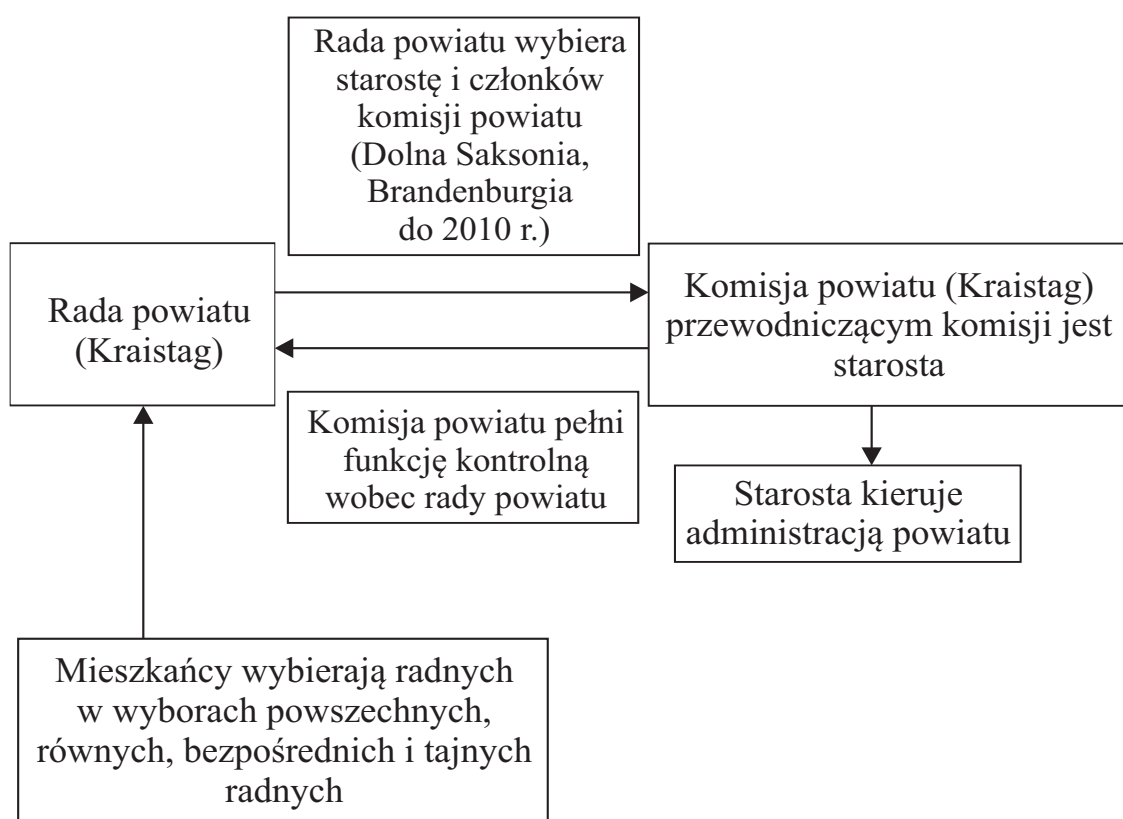 Rada powiatu wybiera
starostę i członków
komisji powiatu
(Dolna Saksonia,
Brandenburgia
do 2010 r.)
Rada powiatu
(Kraistag)
Komisja powiatu (Kraistag)
przewodniczącym komisji jest
starosta
Komisja powiatu pełni
funkcję kontrolną
wobec rady powiatu
Starosta kieruje
administracją powiatu
Mieszkańcy wybierają radnych
w wyborach powszechnych,
równych, bezpośrednich i tajnych
radnych